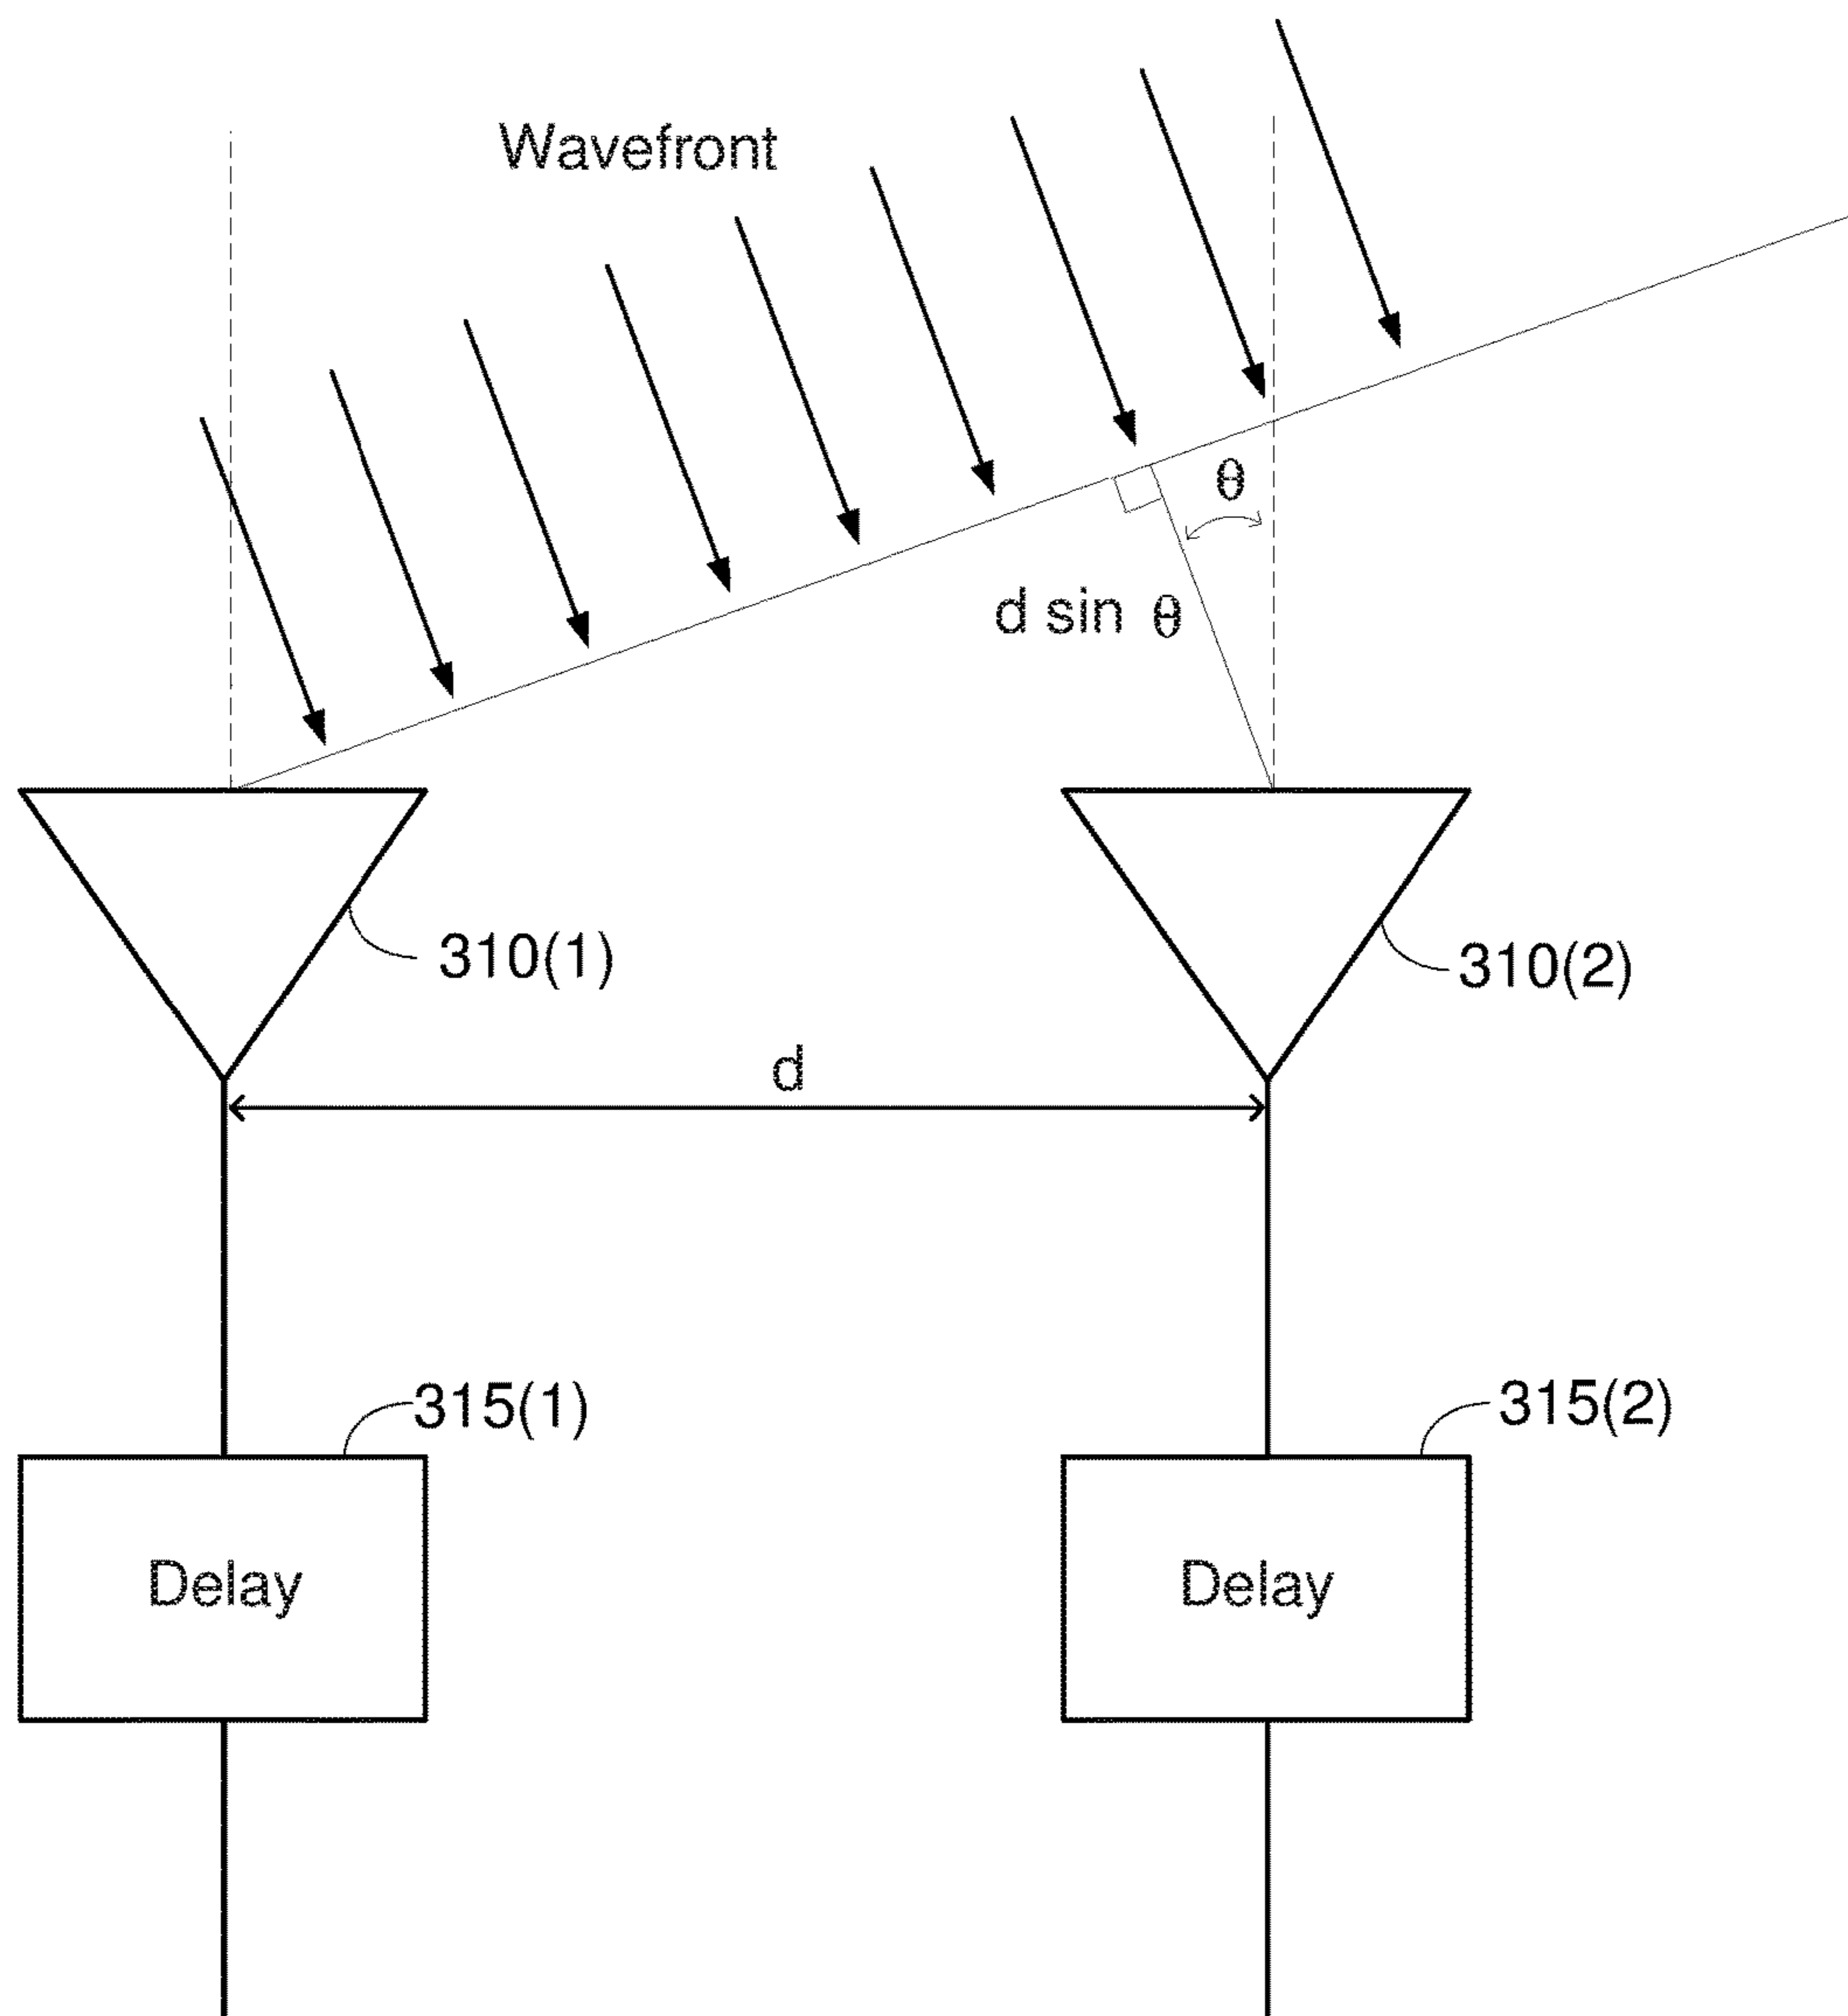 Wavefront
θ
d sin θ
310(1)
310(2)
d
315(1)
315(2)
Delay
Delay